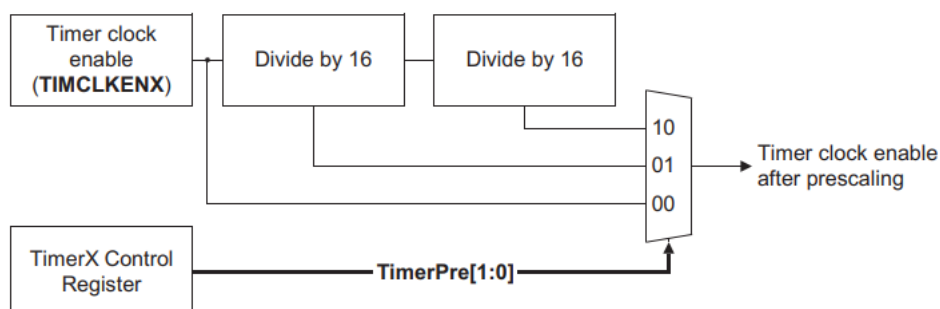 Timer clock
enable
(TIMCLKENX)
Divide by 16
Divide by 16
10
01
00
Timer clock enable
after prescaling
TimerX Control
Register
TimerPre[1:0]